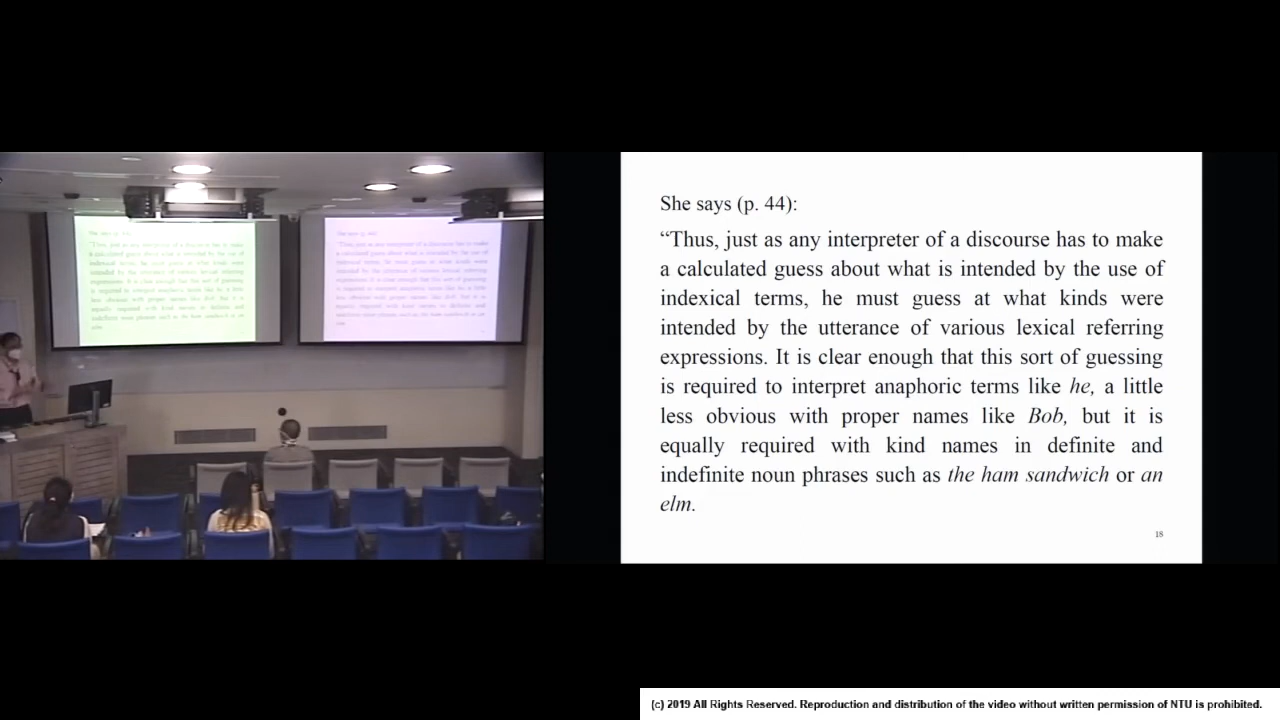 She says (p. 44):
“Thus, just as any interpreter of a discourse has to make
a calculated guess about what is intended by the use of
indexical terms, he must guess at what kinds were
intended by the utterance of various lexical referring
expressions. It is clear enough that this sort of guessing
is required to interpret anaphoric terms like he, a little
less obvious with proper names like Bob, but it is
equally required with kind names in definite and
indefinite noun phrases such as the ham sandwich or an
elm.
18
(c) 2019 All Rights Reserved. Reproduction and distribution of the video without written permission of NTU is prohibited.